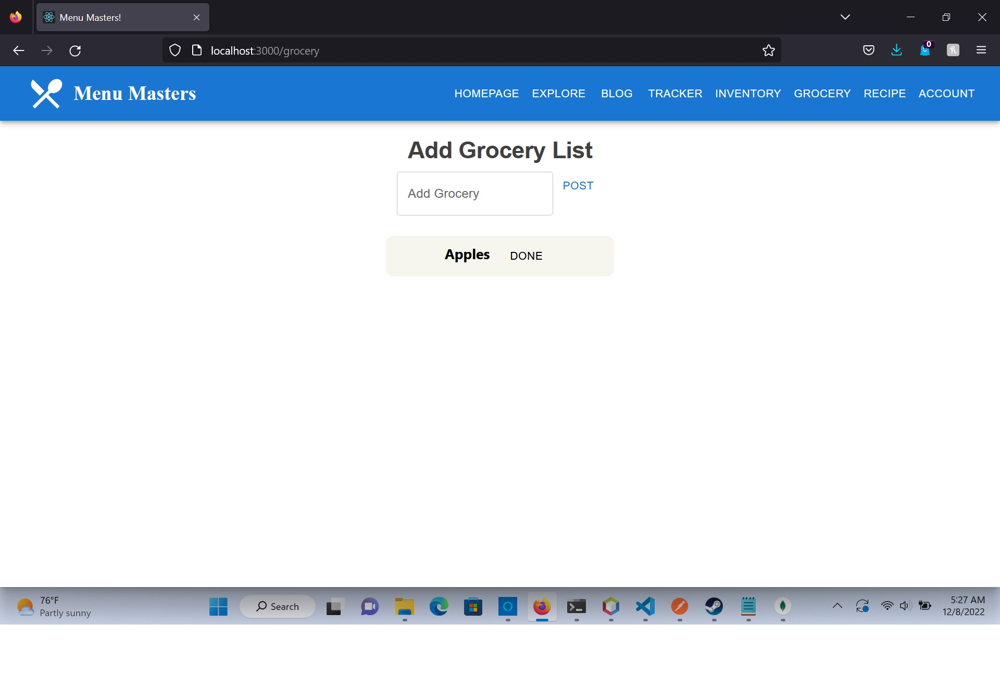 Menu Masters!
localhost:3000/grocery
0
Menu Masters
HOMEPAGE EXPLORE BLOG TRACKER INVENTORY GROCERY RECIPE ACCOUNT
Add Grocery List
Add Grocery
POST
Apples DONE
76°F
Partly sunny
Search
5:27 AM
12/8/2022